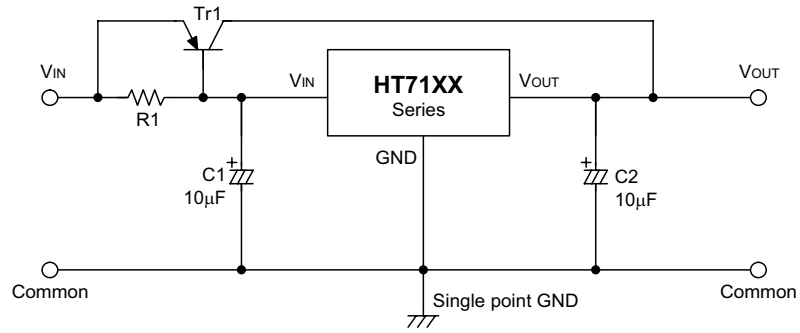 Tr1
VIN
R1
VIN
HT71XX
Series
VOUT
VOUT
GND
C1
10μF
C2
10μF
Common
Single point GND
Common